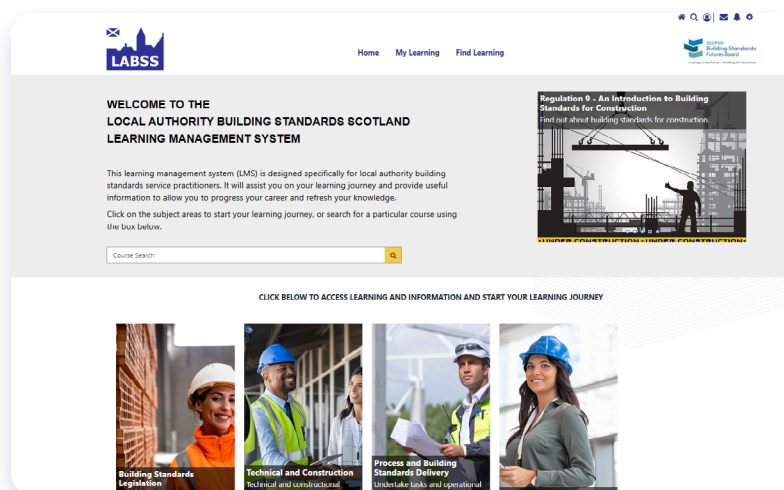 LABSS
Home My Learning Find Learning
Scottish
Building Standards
Futures Board
WELCOME TO THE
LOCAL AUTHORITY BUILDING STANDARDS SCOTLAND
LEARNING MANAGEMENT SYSTEM
This learning management system (LMS) is designed specifically for local authority building
standards service practitioners. It will assist you on your learning journey and provide useful
information to allow you to progress your career and refresh your knowledge.
Click on the subject areas to start your learning journey, or search for a particular course using
the box below.
Course Search
Regulation 9 - An Introduction to Building
Standards for Construction
Find out about building standards for construction.
UNDER CONSTRUCTION UNDER CONSTRUCTION
CLICK BELOW TO ACCESS LEARNING AND INFORMATION AND START YOUR LEARNING JOURNEY
Building Standards
Legislation
Technical and Construction
Technical and constructional
Process and Building
Standards Delivery
Undertake tasks and operational